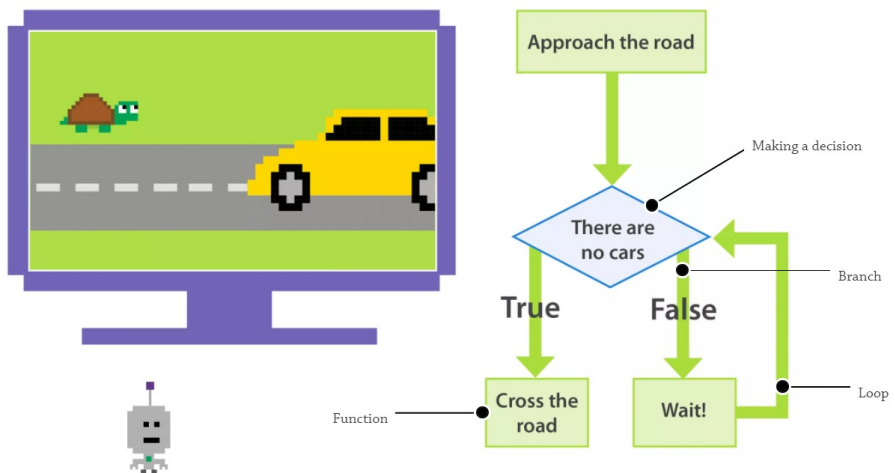 Approach the road
Making a decision
There are
no cars
Branch
True
False
Loop
Function
Cross the
road
Wait!